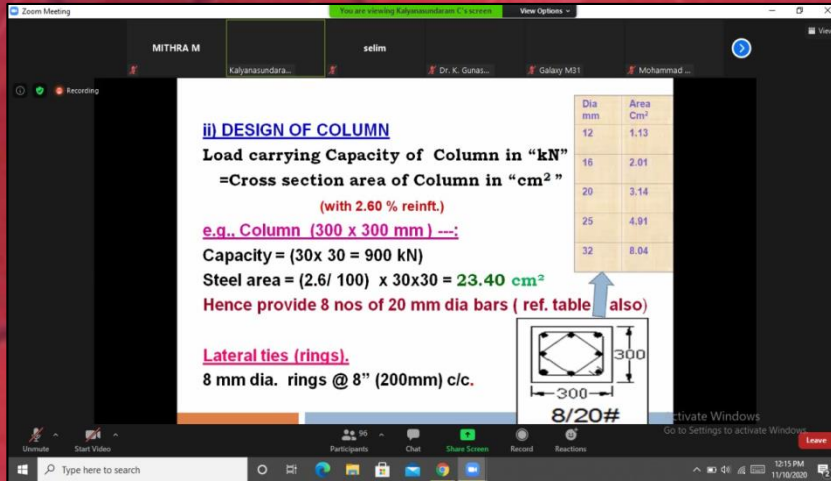 Zoom Meeting
You are viewing Kalyanasundaram C's screen
View Options
View
MITHRA M
Kalyanasundara...
selim
Dr. K. Gunas...
Galaxy M31
Mohammad ...
Recording
ii) DESIGN OF COLUMN
Load carrying Capacity of Column in “kN”
=Cross section area of Column in “cm² ”
(with 2.60 % reinft.)
e.g., Column (300 x 300 mm ) ---:
Capacity = (30x 30 = 900 kN)
Steel area = (2.6/ 100) x 30x30 = 23.40 cm²
Hence provide 8 nos of 20 mm dia bars ( ref. table also)
Lateral ties (rings).
8 mm dia. rings @ 8” (200mm) c/c.
Dia mm Area Cm²
12 1.13
16 2.01
20 3.14
25 4.91
32 8.04
300
300
8/20#
Activate Windows
Go to Settings to activate Windows.
Unmute
Start Video
96
Participants
Chat
Share Screen
Record
Reactions
Leave
Type here to search
12:15 PM
11/10/2020